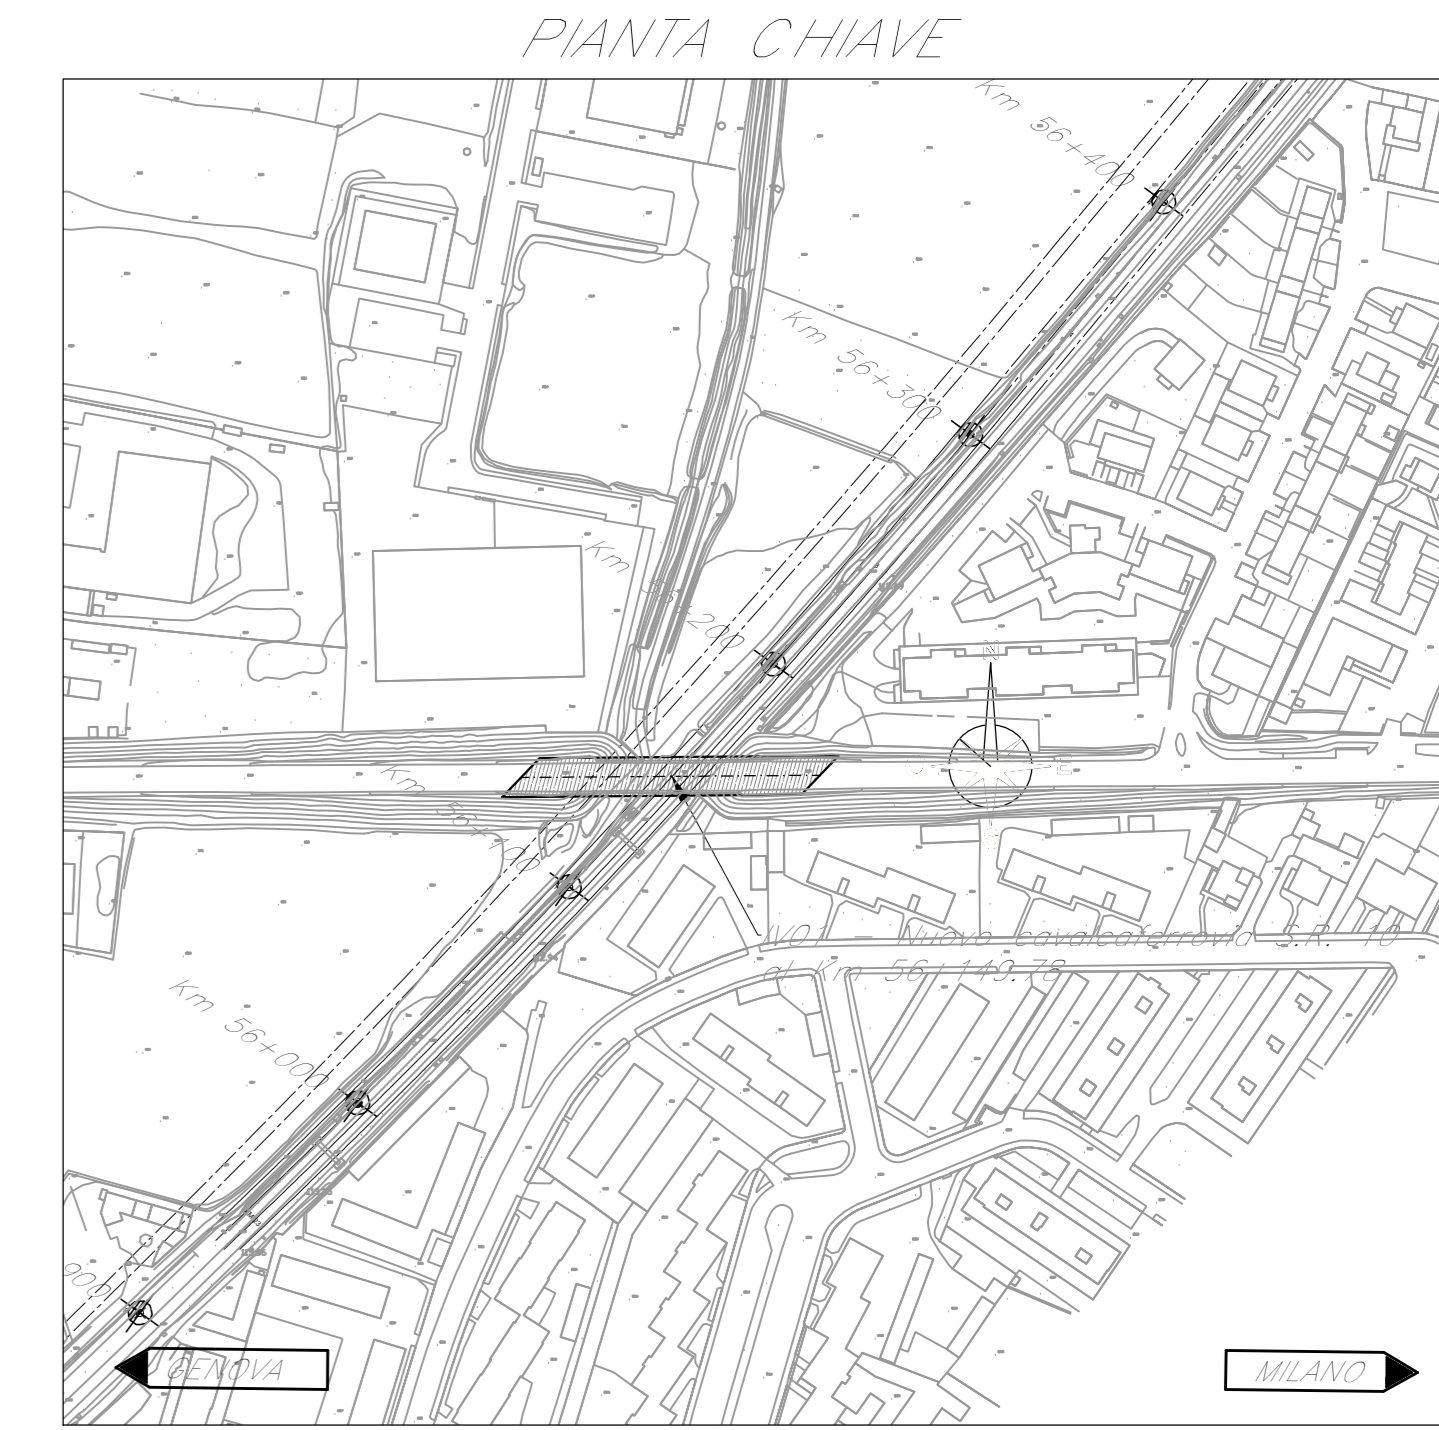 PIANTA CHIAVE
Km 56+400
Km 56+300
Km 56+200
N
E
Km 56+100
IV01 - Nuovo cavalcaferrovia S.R. 10
al Km 56+149.78
Km 56+000
900
GENOVA
MILANO